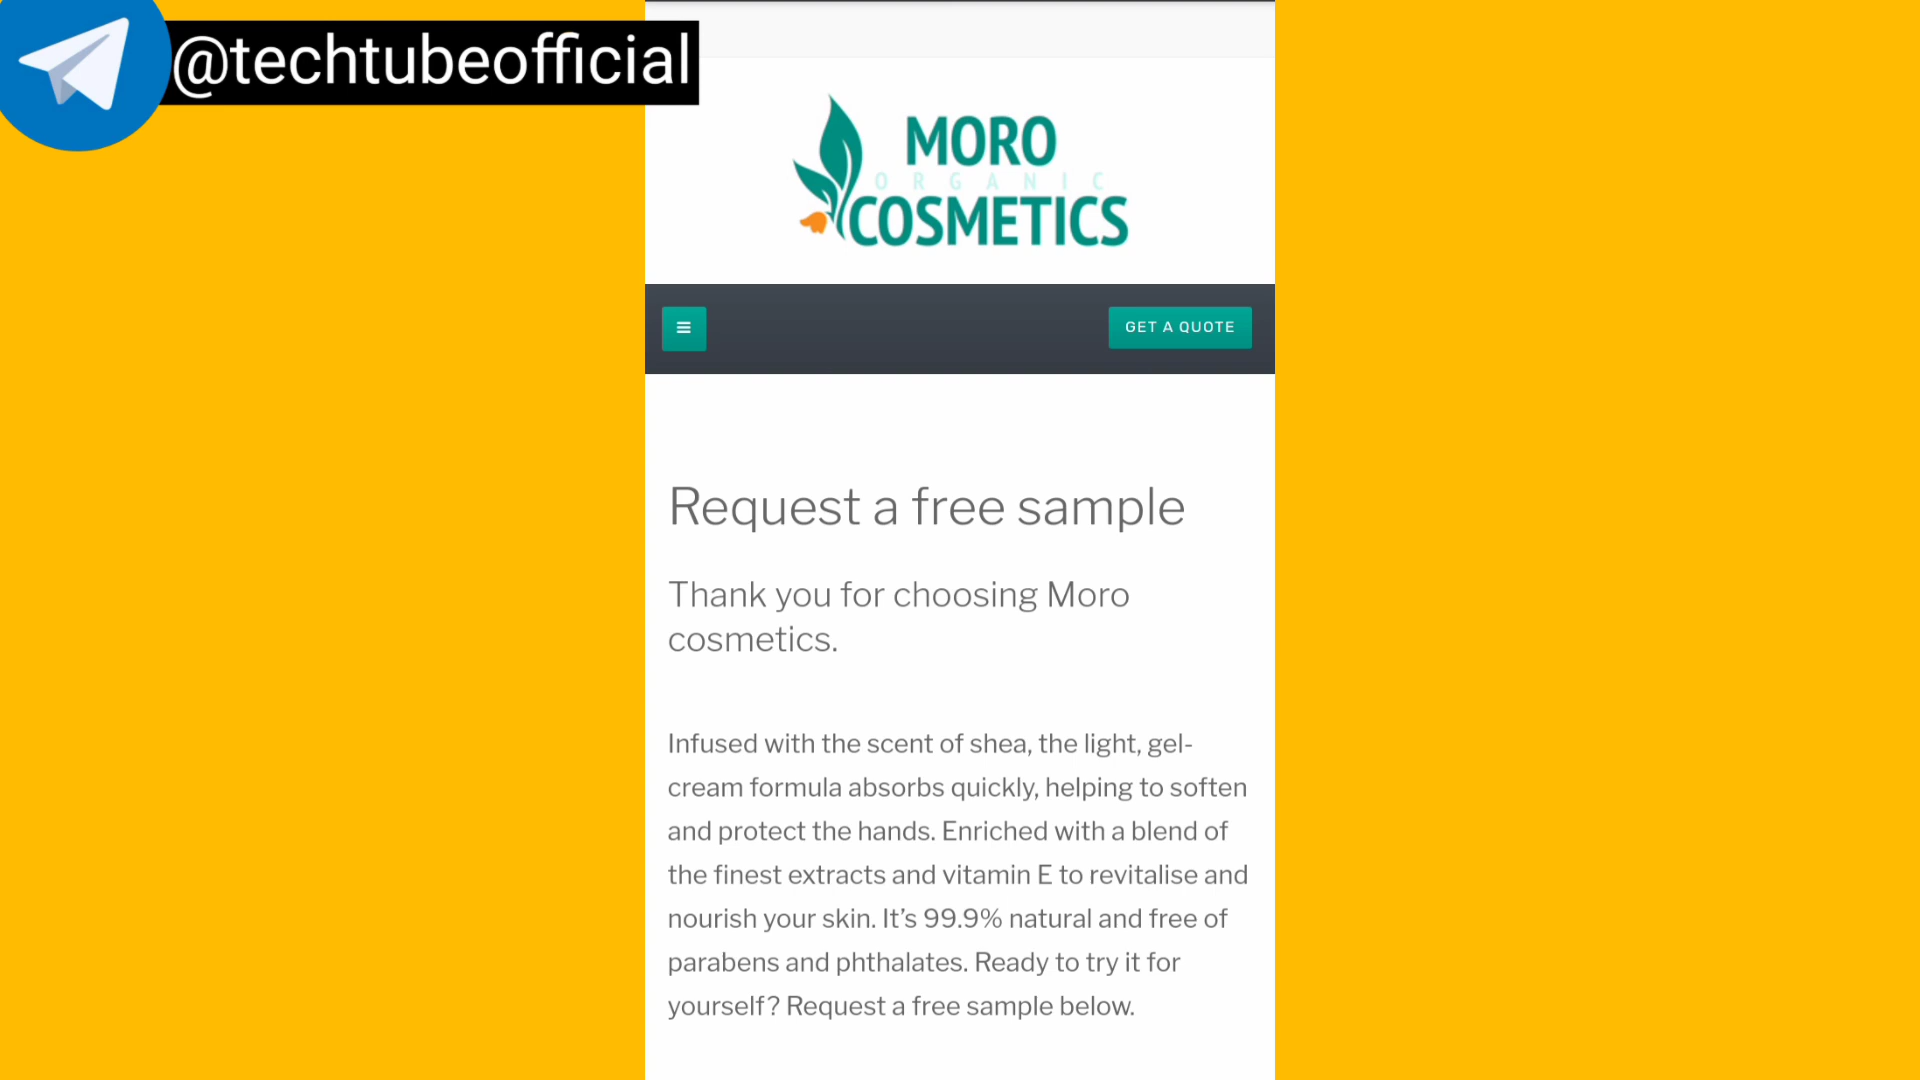 @techtubeofficial
MORO
ORGANIC
COSMETICS
GET A QUOTE
Request a free sample
Thank you for choosing Moro
cosmetics.
Infused with the scent of shea, the light, gel-
cream formula absorbs quickly, helping to soften
and protect the hands. Enriched with a blend of
the finest extracts and vitamin E to revitalise and
nourish your skin. It’s 99.9% natural and free of
parabens and phthalates. Ready to try it for
yourself? Request a free sample below.